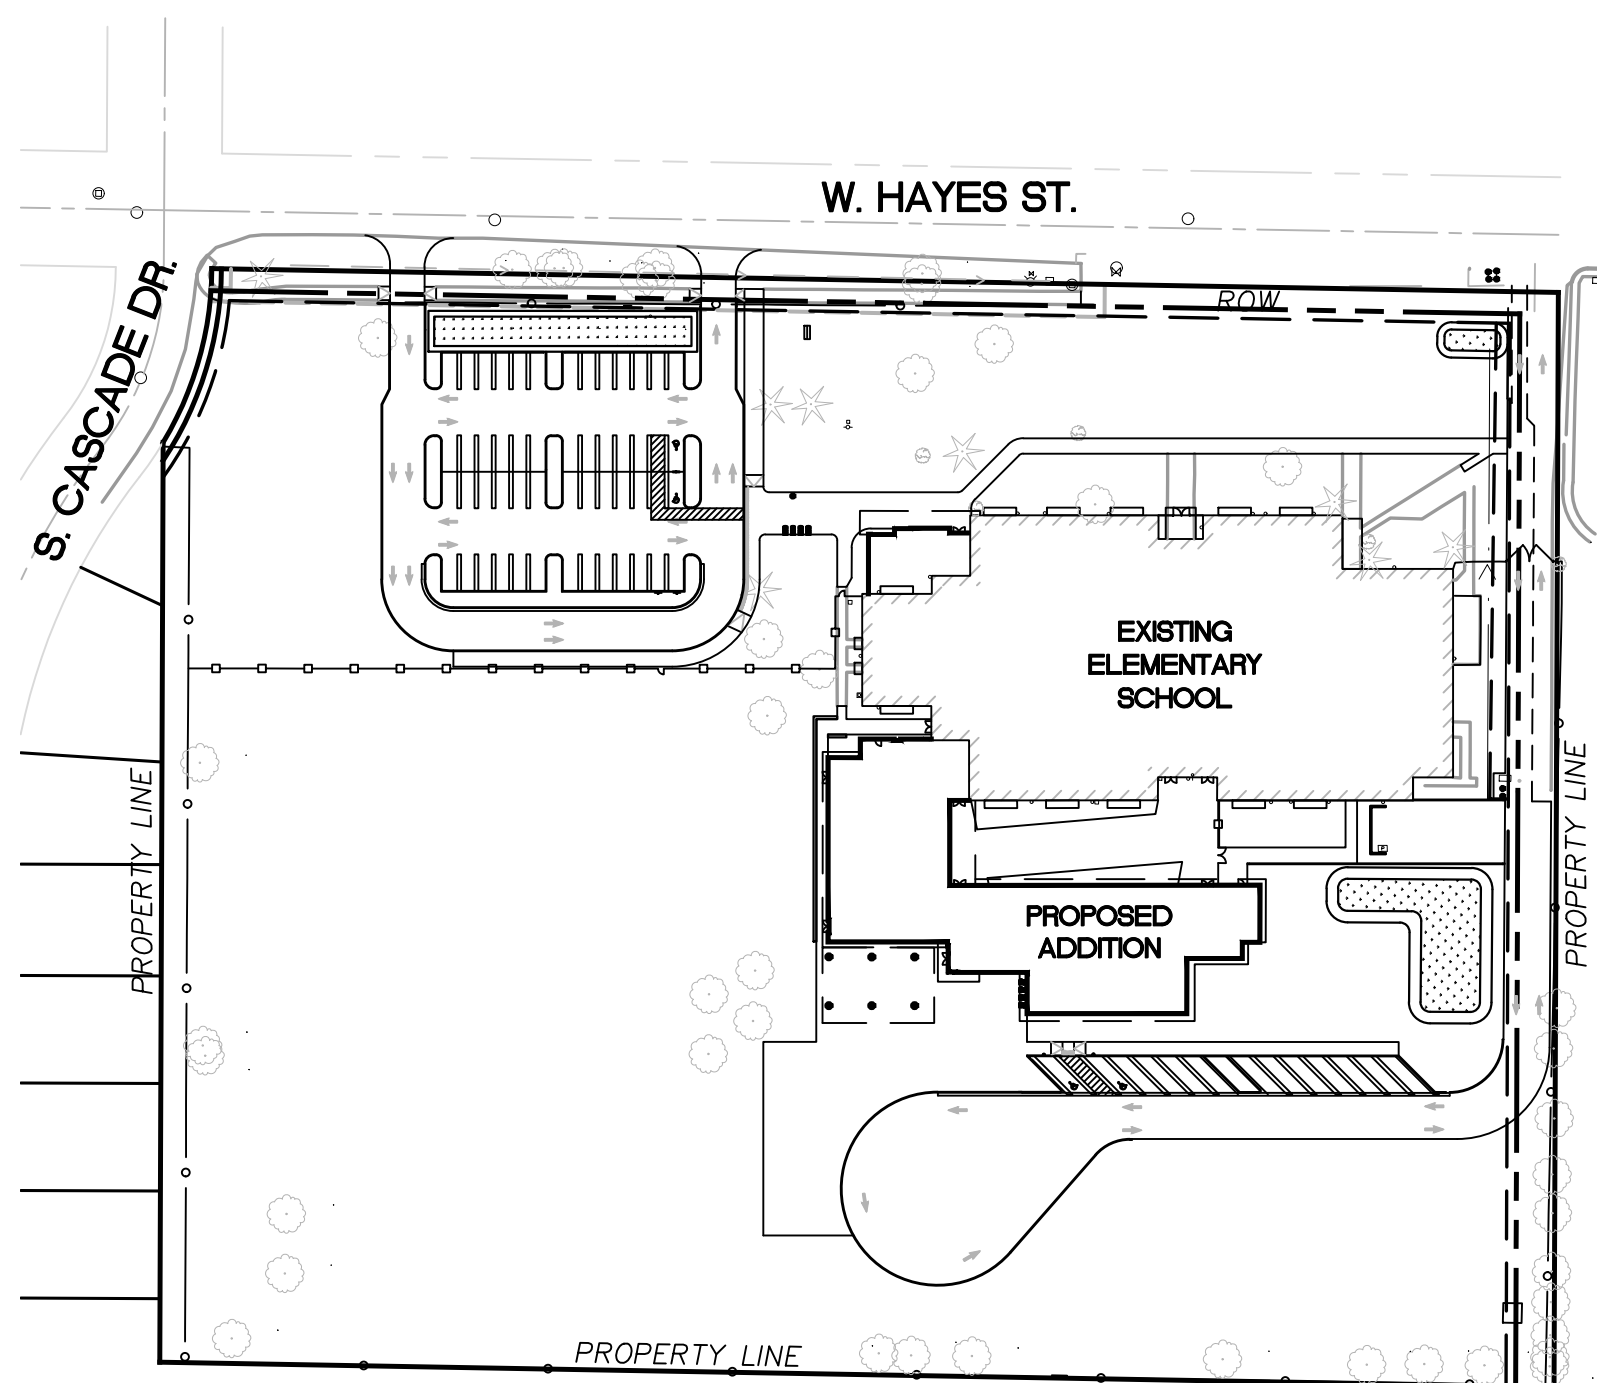 W. HAYES ST.
S. CASCADE DR.
ROW
EXISTING
ELEMENTARY
SCHOOL
PROPERTY LINE
PROPERTY LINE
PROPOSED
ADDITION
PROPERTY LINE